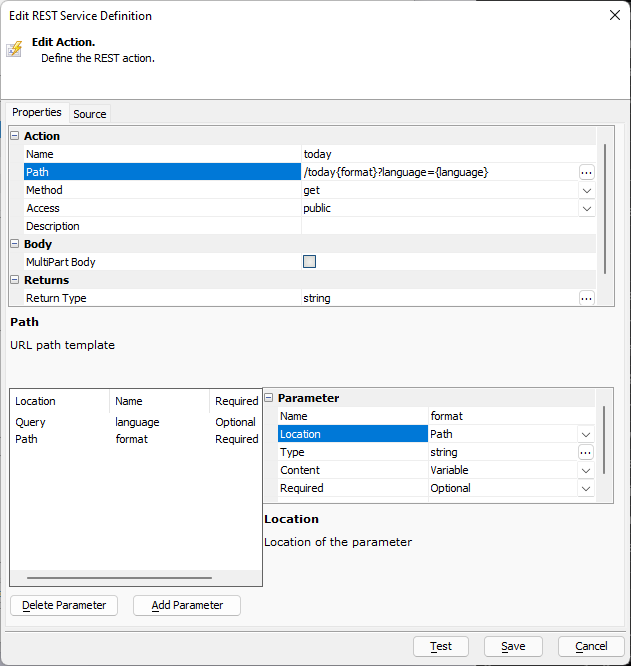 Edit REST Service Definition
Edit Action.
Define the REST action.
Properties Source
Action
Name today
Path /today{format}?language={language} ...
Method get
Access public
Description
Body
MultiPart Body
Returns
Return Type string ...
Path
URL path template
Location Name Required
Query language Optional
Path format Required
Parameter
Name format
Location Path
Type string ...
Content Variable
Required Optional
Location
Location of the parameter
Delete Parameter Add Parameter
Test Save Cancel